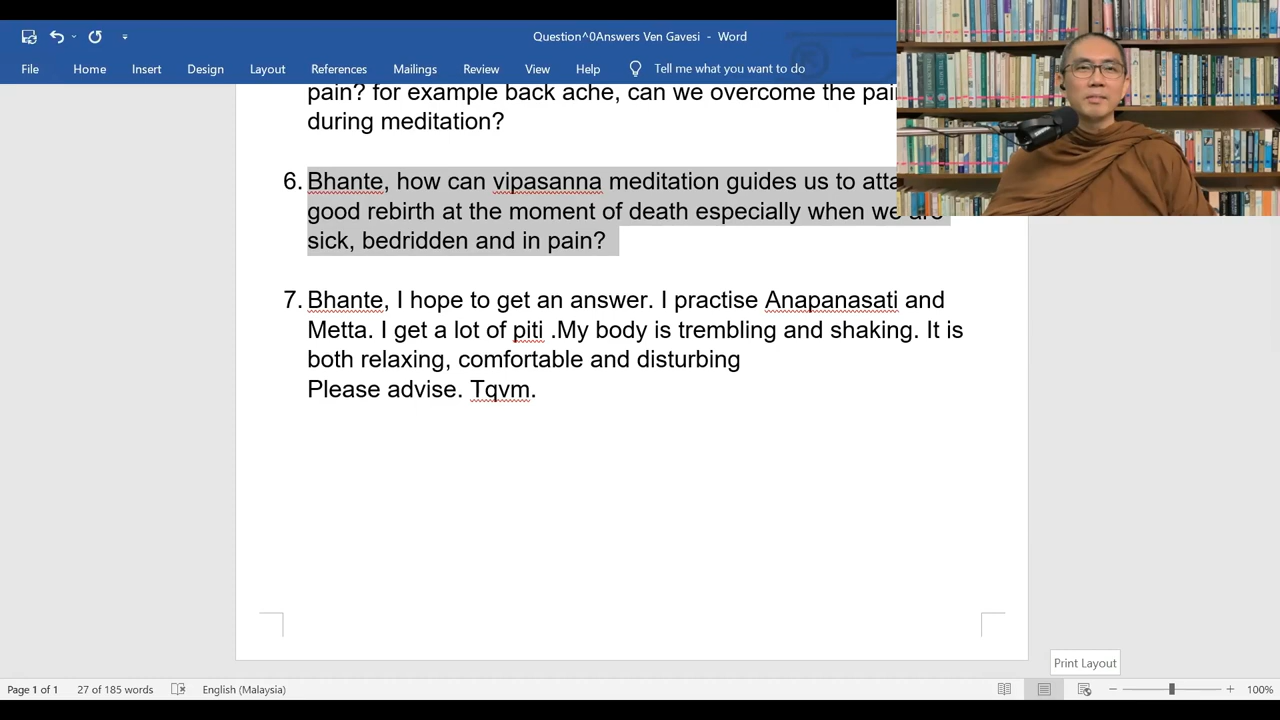 Question^0Answers Ven Gavesi - Word
File Home Insert Design Layout References Mailings Review View Help Tell me what you want to do
pain? for example back ache, can we overcome the pai
during meditation?
6. Bhante, how can vipasanna meditation guides us to atta
good rebirth at the moment of death especially when we are
sick, bedridden and in pain?
7. Bhante, I hope to get an answer. I practise Anapanasati and
Metta. I get a lot of piti .My body is trembling and shaking. It is
both relaxing, comfortable and disturbing
Please advise. Tqvm.
Print Layout
Page 1 of 1 27 of 185 words English (Malaysia) 100%